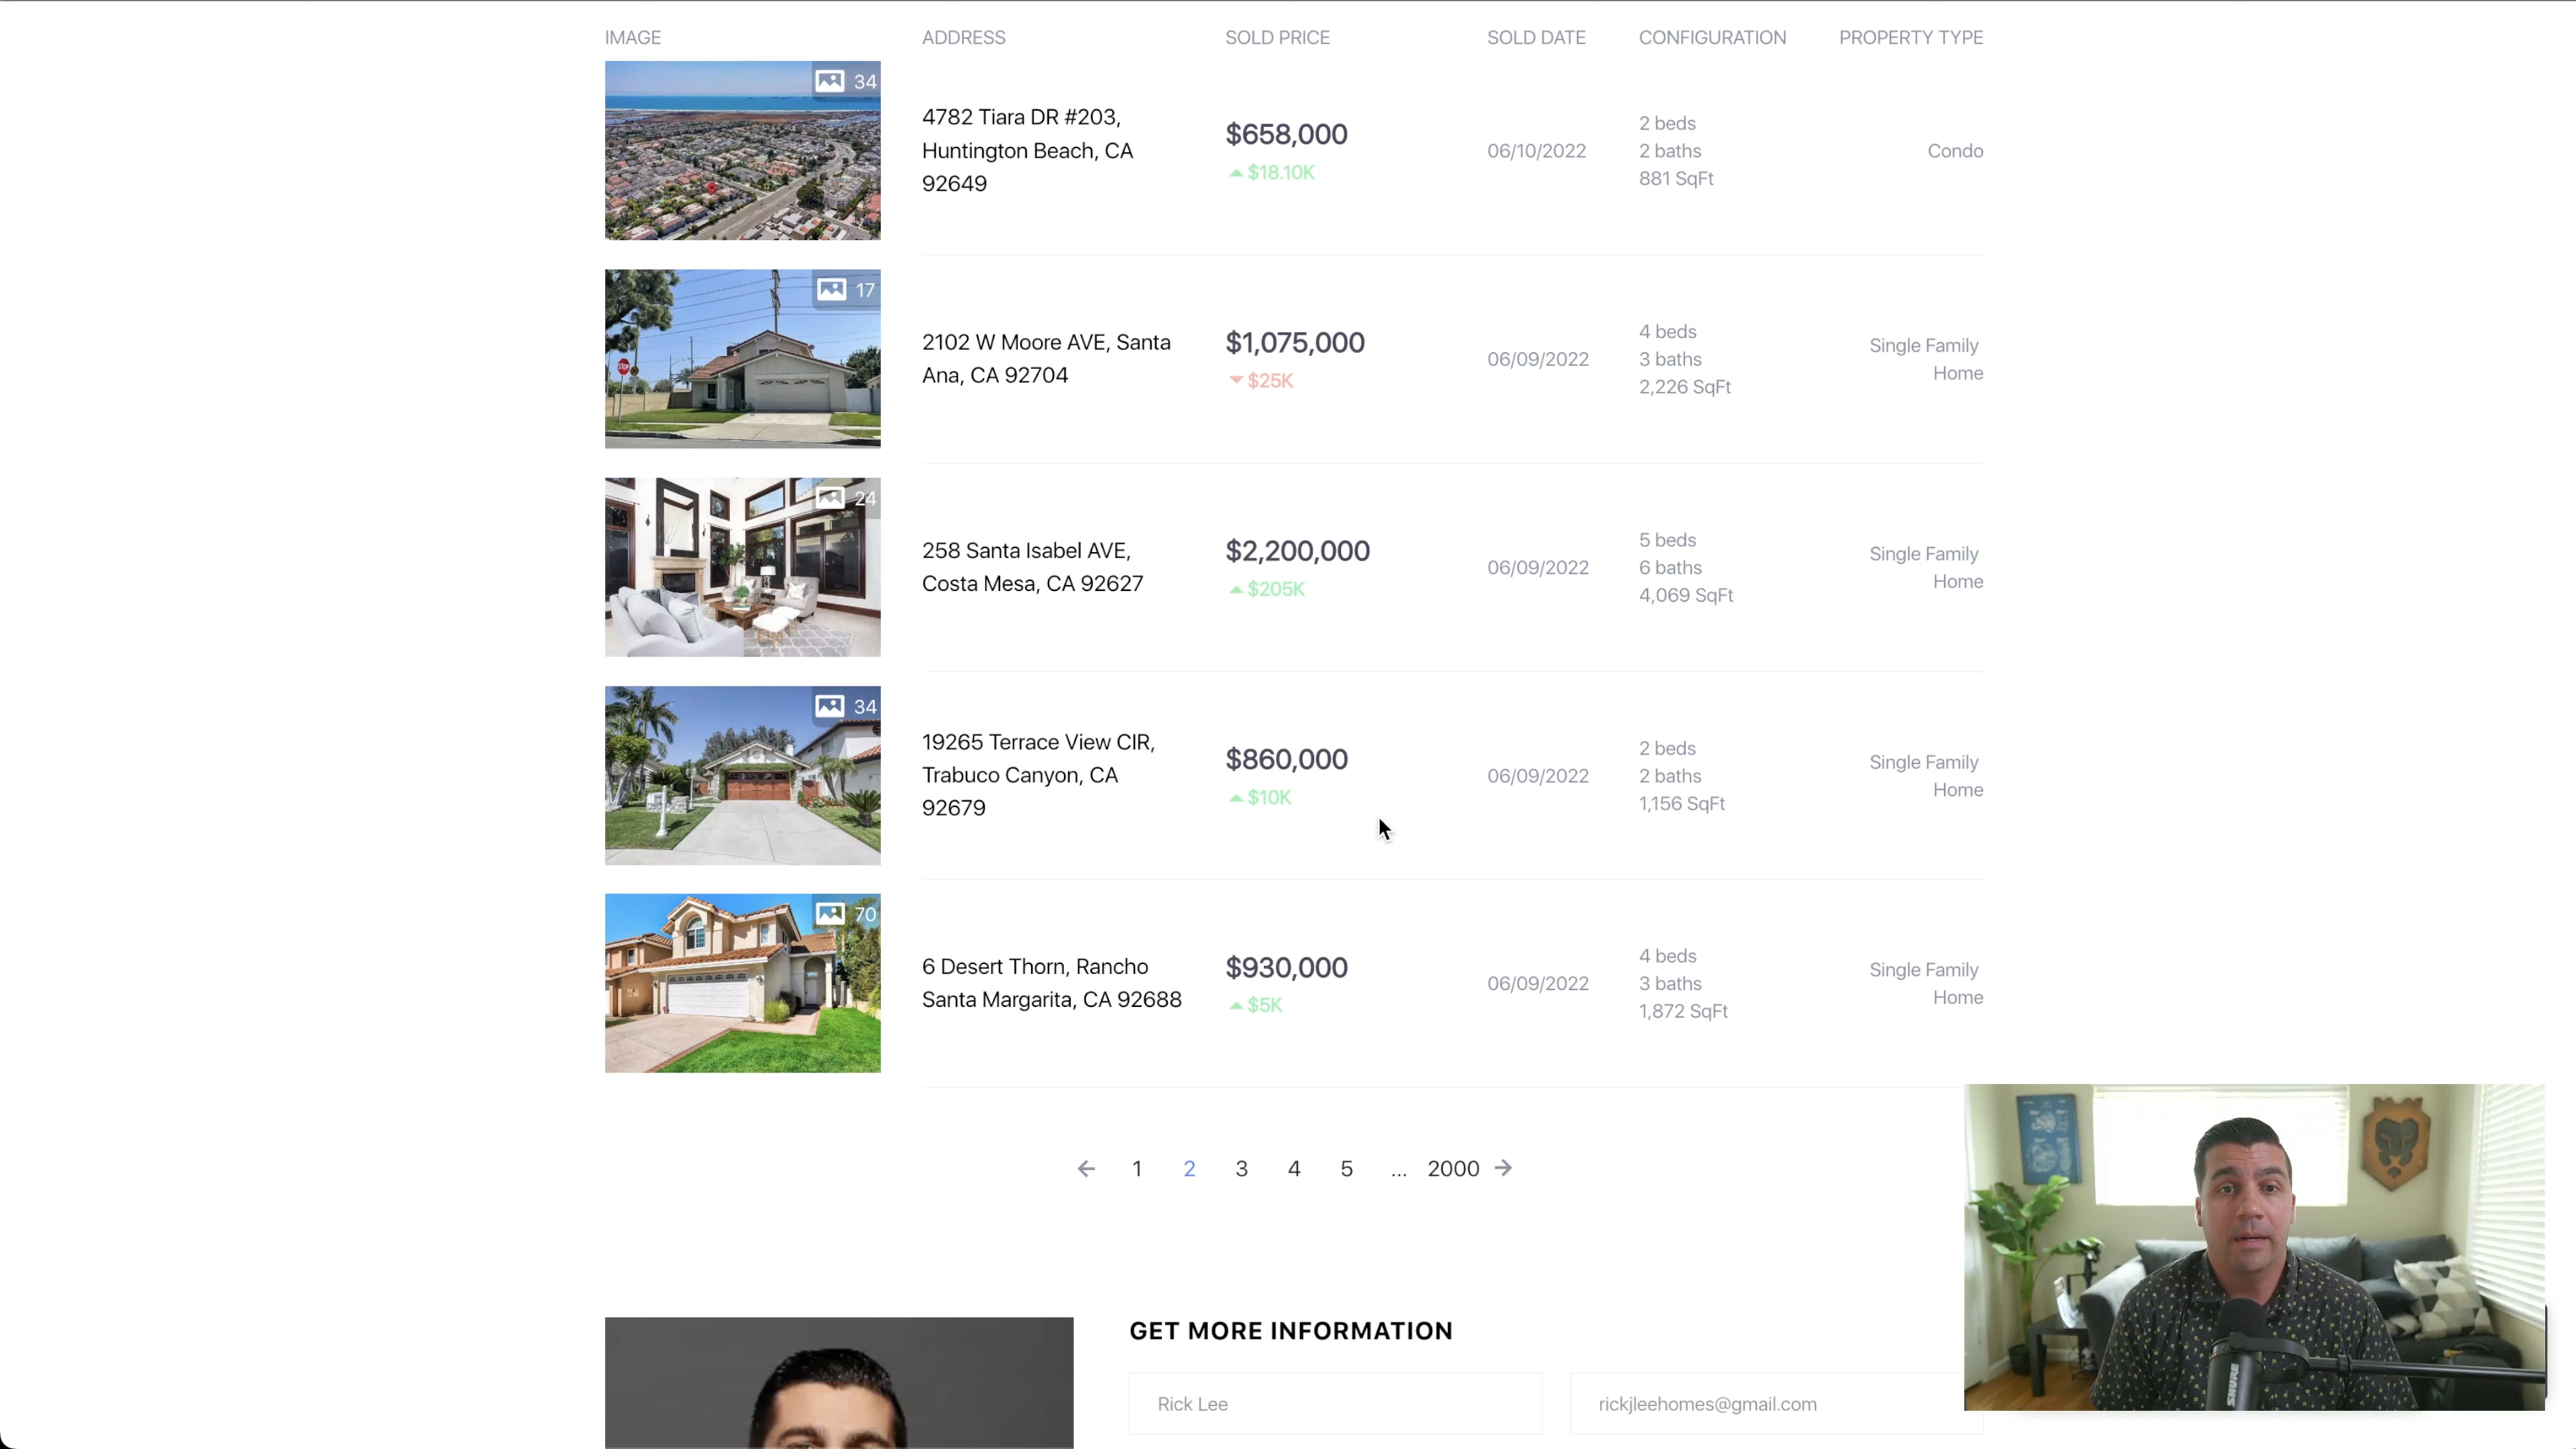 IMAGE
ADDRESS
SOLD PRICE
SOLD DATE
CONFIGURATION
PROPERTY TYPE
34
4782 Tiara DR #203,
Huntington Beach, CA
92649
$658,000
$18.10K
06/10/2022
2 beds
2 baths
881 SqFt
Condo
17
STOP
2102 W Moore AVE, Santa
Ana, CA 92704
$1,075,000
$25K
06/09/2022
4 beds
3 baths
2,226 SqFt
Single Family
Home
24
258 Santa Isabel AVE,
Costa Mesa, CA 92627
$2,200,000
$205K
06/09/2022
5 beds
6 baths
4,069 SqFt
Single Family
Home
34
19265 Terrace View CIR,
Trabuco Canyon, CA
92679
$860,000
$10K
06/09/2022
2 beds
2 baths
1,156 SqFt
Single Family
Home
70
6 Desert Thorn, Rancho
Santa Margarita, CA 92688
$930,000
$5K
06/09/2022
4 beds
3 baths
1,872 SqFt
Single Family
Home
1 2 3 4 5 ... 2000
GET MORE INFORMATION
Rick Lee
rickjleehomes@gmail.com
SHURE